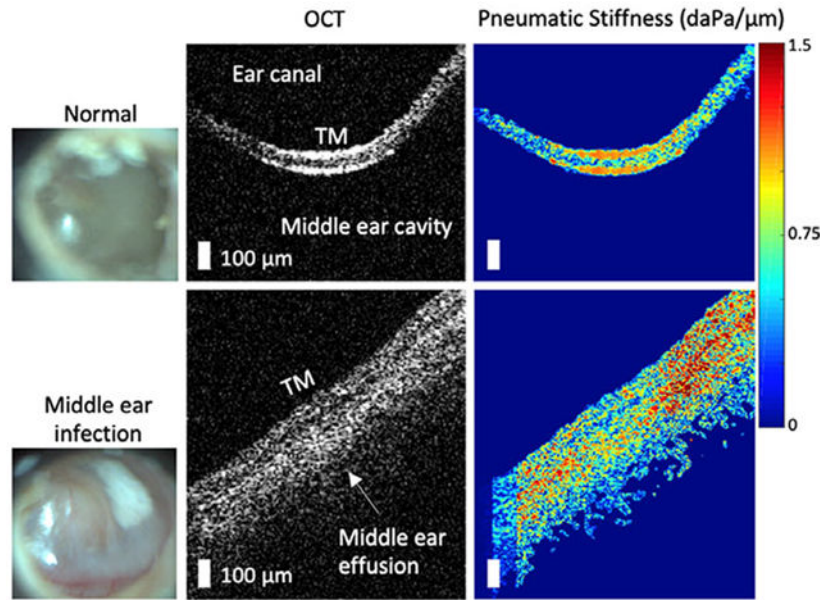 OCT
Pneumatic Stiffness (daPa/μm)
Normal
Ear canal
TM
Middle ear cavity
100 μm
1.5
0.75
0
Middle ear
infection
TM
Middle ear
effusion
100 μm